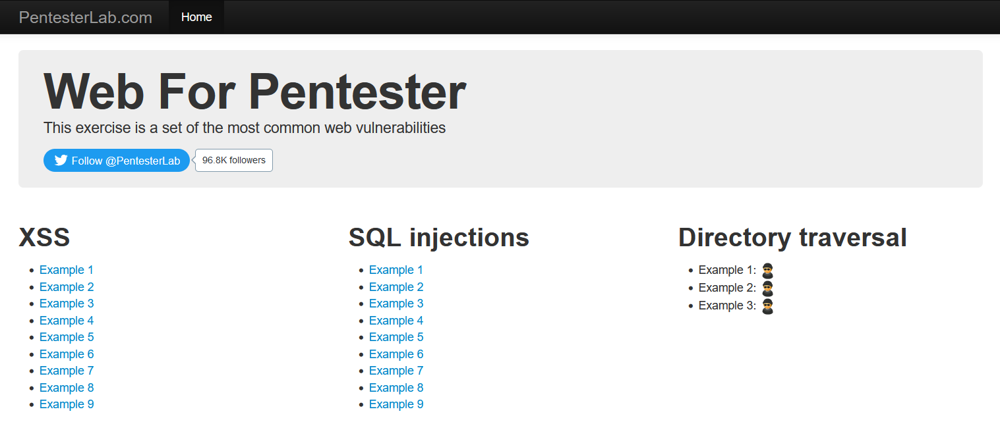 PentesterLab.com Home
Web For Pentester
This exercise is a set of the most common web vulnerabilities
Follow @PentesterLab 96.8K followers
XSS
Example 1
Example 2
Example 3
Example 4
Example 5
Example 6
Example 7
Example 8
Example 9
SQL injections
Example 1
Example 2
Example 3
Example 4
Example 5
Example 6
Example 7
Example 8
Example 9
Directory traversal
Example 1:
Example 2:
Example 3: